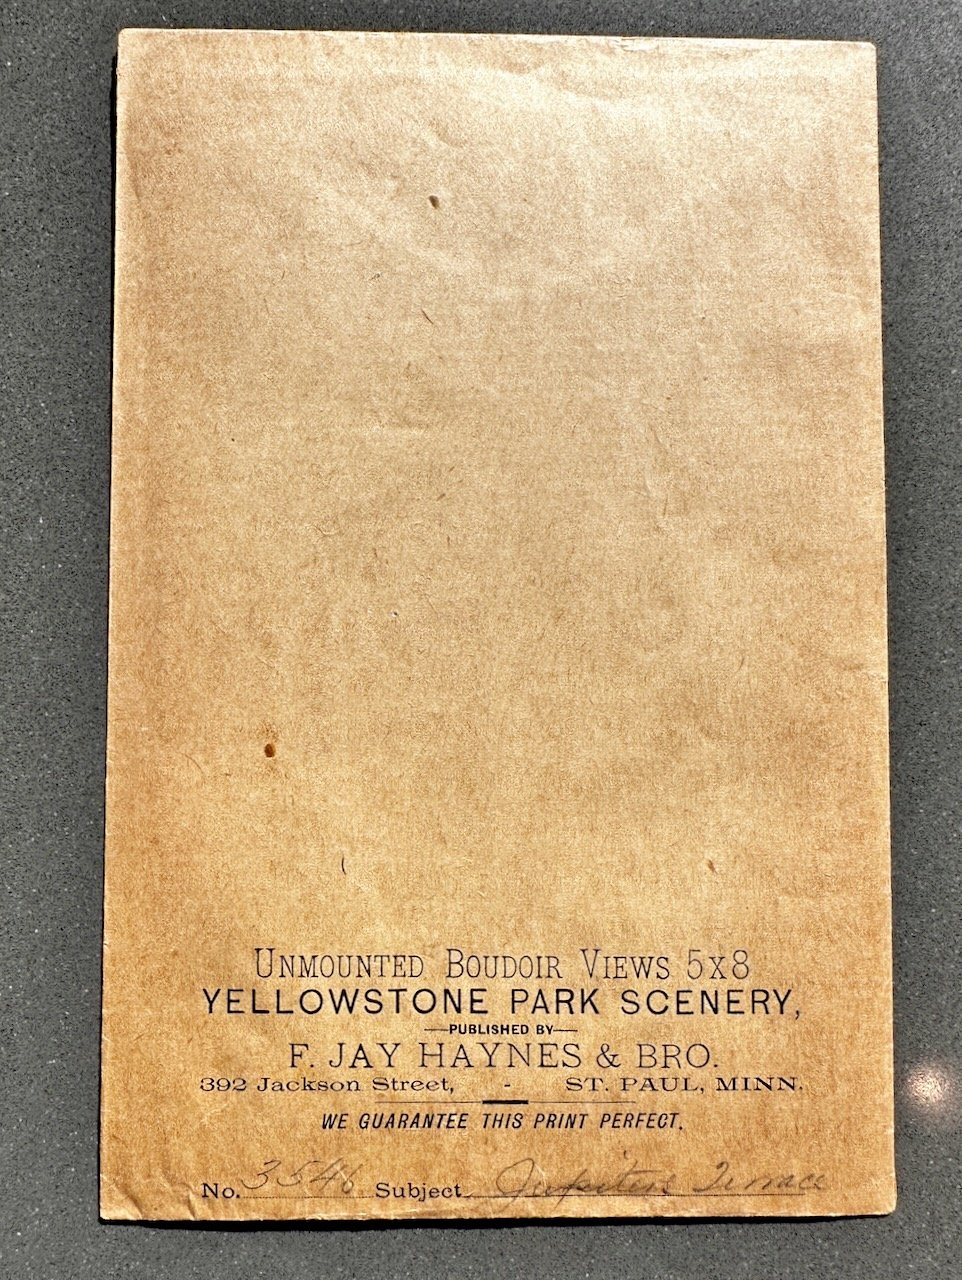 UNMOUNTED BOUDOIR VIEWS 5X8
YELLOWSTONE PARK SCENERY,
—PUBLISHED BY—
F. JAY HAYNES & BRO.
392 Jackson Street, - ST. PAUL, MINN.
WE GUARANTEE THIS PRINT PERFECT.
No. 3546 Subject Jupiters Terrace